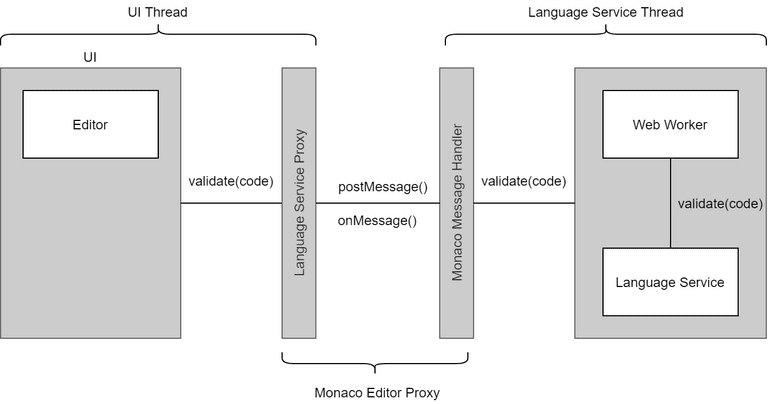 UI Thread
Language Service Thread
UI
Editor
validate(code)
Language Service Proxy
postMessage()
onMessage()
Monaco Message Handler
validate(code)
Web Worker
validate(code)
Language Service
Monaco Editor Proxy